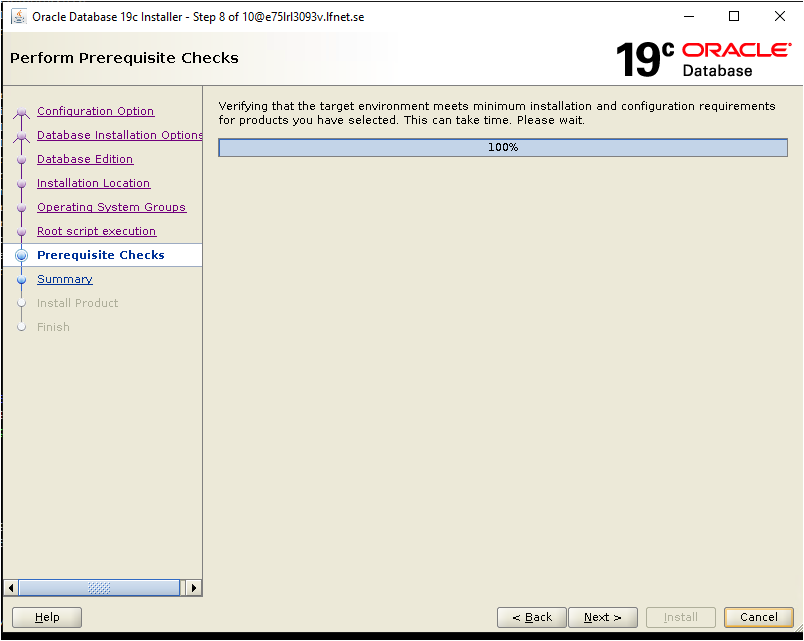 Oracle Database 19c Installer - Step 8 of 10@e75lrl3093v.lfnet.se
Perform Prerequisite Checks
19c ORACLE
Database
Configuration Option
Database Installation Options
Database Edition
Installation Location
Operating System Groups
Root script execution
Prerequisite Checks
Summary
Install Product
Finish
Verifying that the target environment meets minimum installation and configuration requirements
for products you have selected. This can take time. Please wait.
100%
Help
< Back
Next >
Install
Cancel